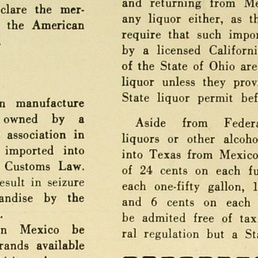 clare the mer-
the American
n manufacture
owned by a
association in
imported into
Customs Law.
result in seizure
andise by the
n Mexico be
rands available
and returning from Me
any liquor either, as th
require that such impor
by a licensed Californi
of the State of Ohio are
liquor unless they provi
State liquor permit befo
Aside from Federa
liquors or other alcoho
into Texas from Mexico
of 24 cents on each fu
each one-fifty gallon, 1
and 6 cents on each
be admited free of tax
ral regulation but a Sta